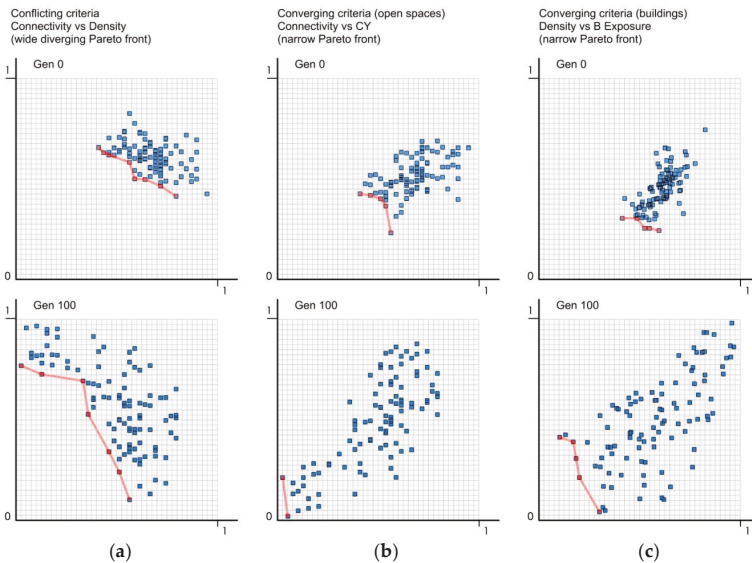 Conflicting criteria
Connectivity vs Density
(wide diverging Pareto front)
Converging criteria (open spaces)
Connectivity vs CY
(narrow Pareto front)
Converging criteria (buildings)
Density vs B Exposure
(narrow Pareto front)
1
Gen 0
0
1
1
Gen 0
0
1
1
Gen 0
0
1
1
Gen 100
0
1
1
Gen 100
0
1
1
Gen 100
0
1
(a)
(b)
(c)